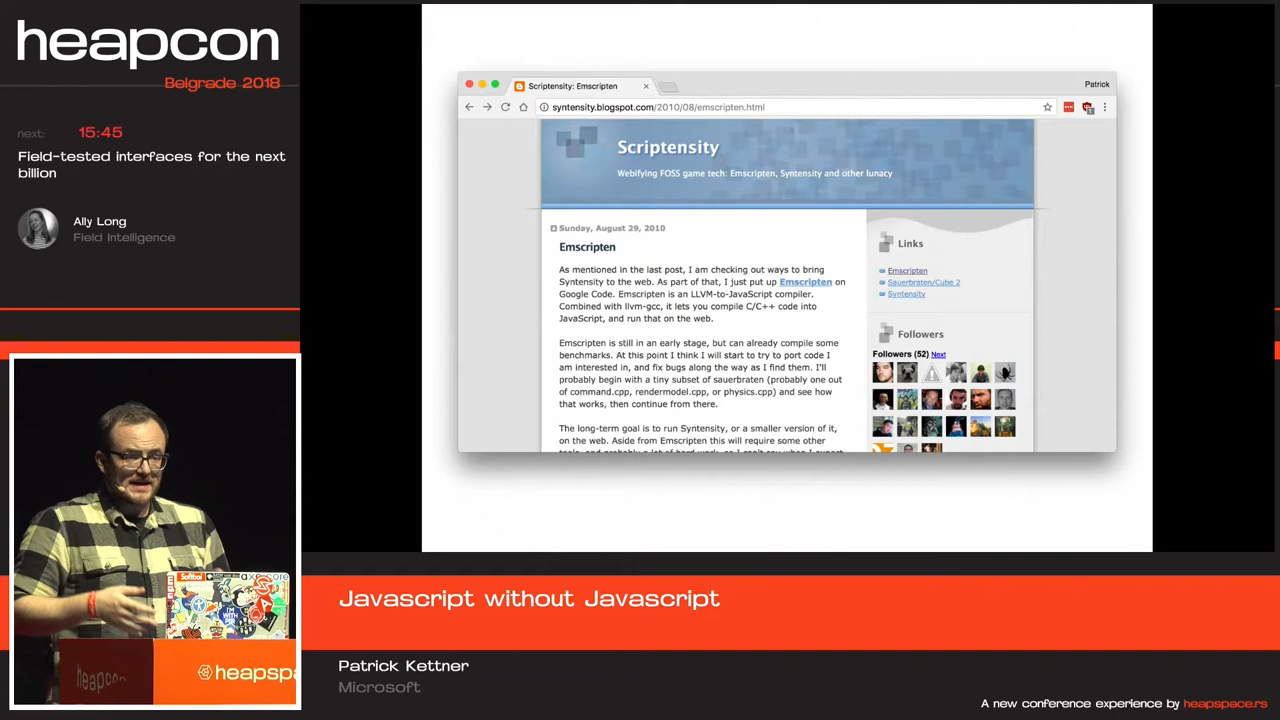 heapcon
Belgrade 2018
next: 15:45
Field-tested interfaces for the next
billion
Ally Long
Field Intelligence
Scriptensity: Emscripten
Patrick
syntensity.blogspot.com/2010/08/emscripten.html
Scriptensity
Webifying FOSS game tech: Emscripten, Syntensity and other lunacy
Sunday, August 29, 2010
Emscripten
As mentioned in the last post, I am checking out ways to bring
Syntensity to the web. As part of that, I just put up Emscripten on
Google Code. Emscripten is an LLVM-to-JavaScript compiler.
Combined with llvm-gcc, it lets you compile C/C++ code into
JavaScript, and run that on the web.
Emscripten is still in an early stage, but can already compile some
benchmarks. At this point I think I will start to try to port code I
am interested in, and fix bugs along the way as I find them. I'll
probably begin with a tiny subset of sauerbraten (probably one out
of command.cpp, rendermodel.cpp, or physics.cpp) and see how
that works, then continue from there.
The long-term goal is to run Syntensity, or a smaller version of it,
on the web. Aside from Emscripten this will require some other
Links
Emscripten
Sauerbraten/Cube 2
Syntensity
Followers
Followers (52) Next
I'M
WITH
heapcon
heapspa
Javascript without Javascript
Patrick Kettner
Microsoft
A new conference experience by heapspace.rs